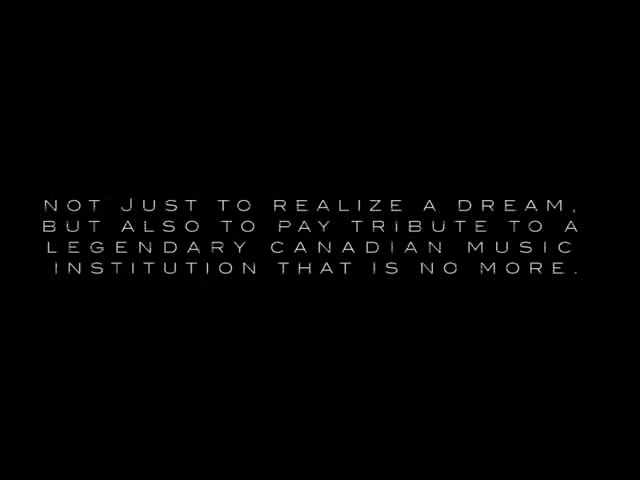 NOT JUST TO REALIZE A DREAM,
BUT ALSO TO PAY TRIBUTE TO A
LEGENDARY CANADIAN MUSIC
INSTITUTION THAT IS NO MORE.